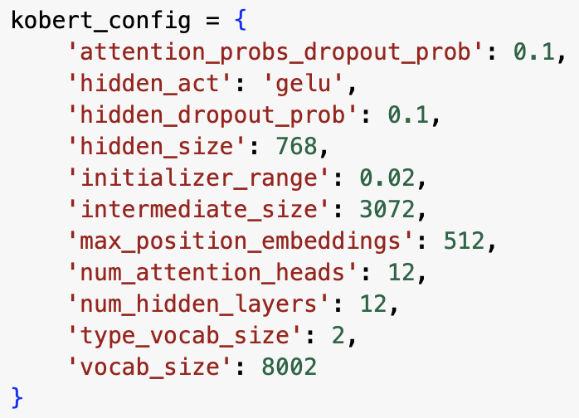 kobert_config = {
    'attention_probs_dropout_prob': 0.1,
    'hidden_act': 'gelu',
    'hidden_dropout_prob': 0.1,
    'hidden_size': 768,
    'initializer_range': 0.02,
    'intermediate_size': 3072,
    'max_position_embeddings': 512,
    'num_attention_heads': 12,
    'num_hidden_layers': 12,
    'type_vocab_size': 2,
    'vocab_size': 8002
}